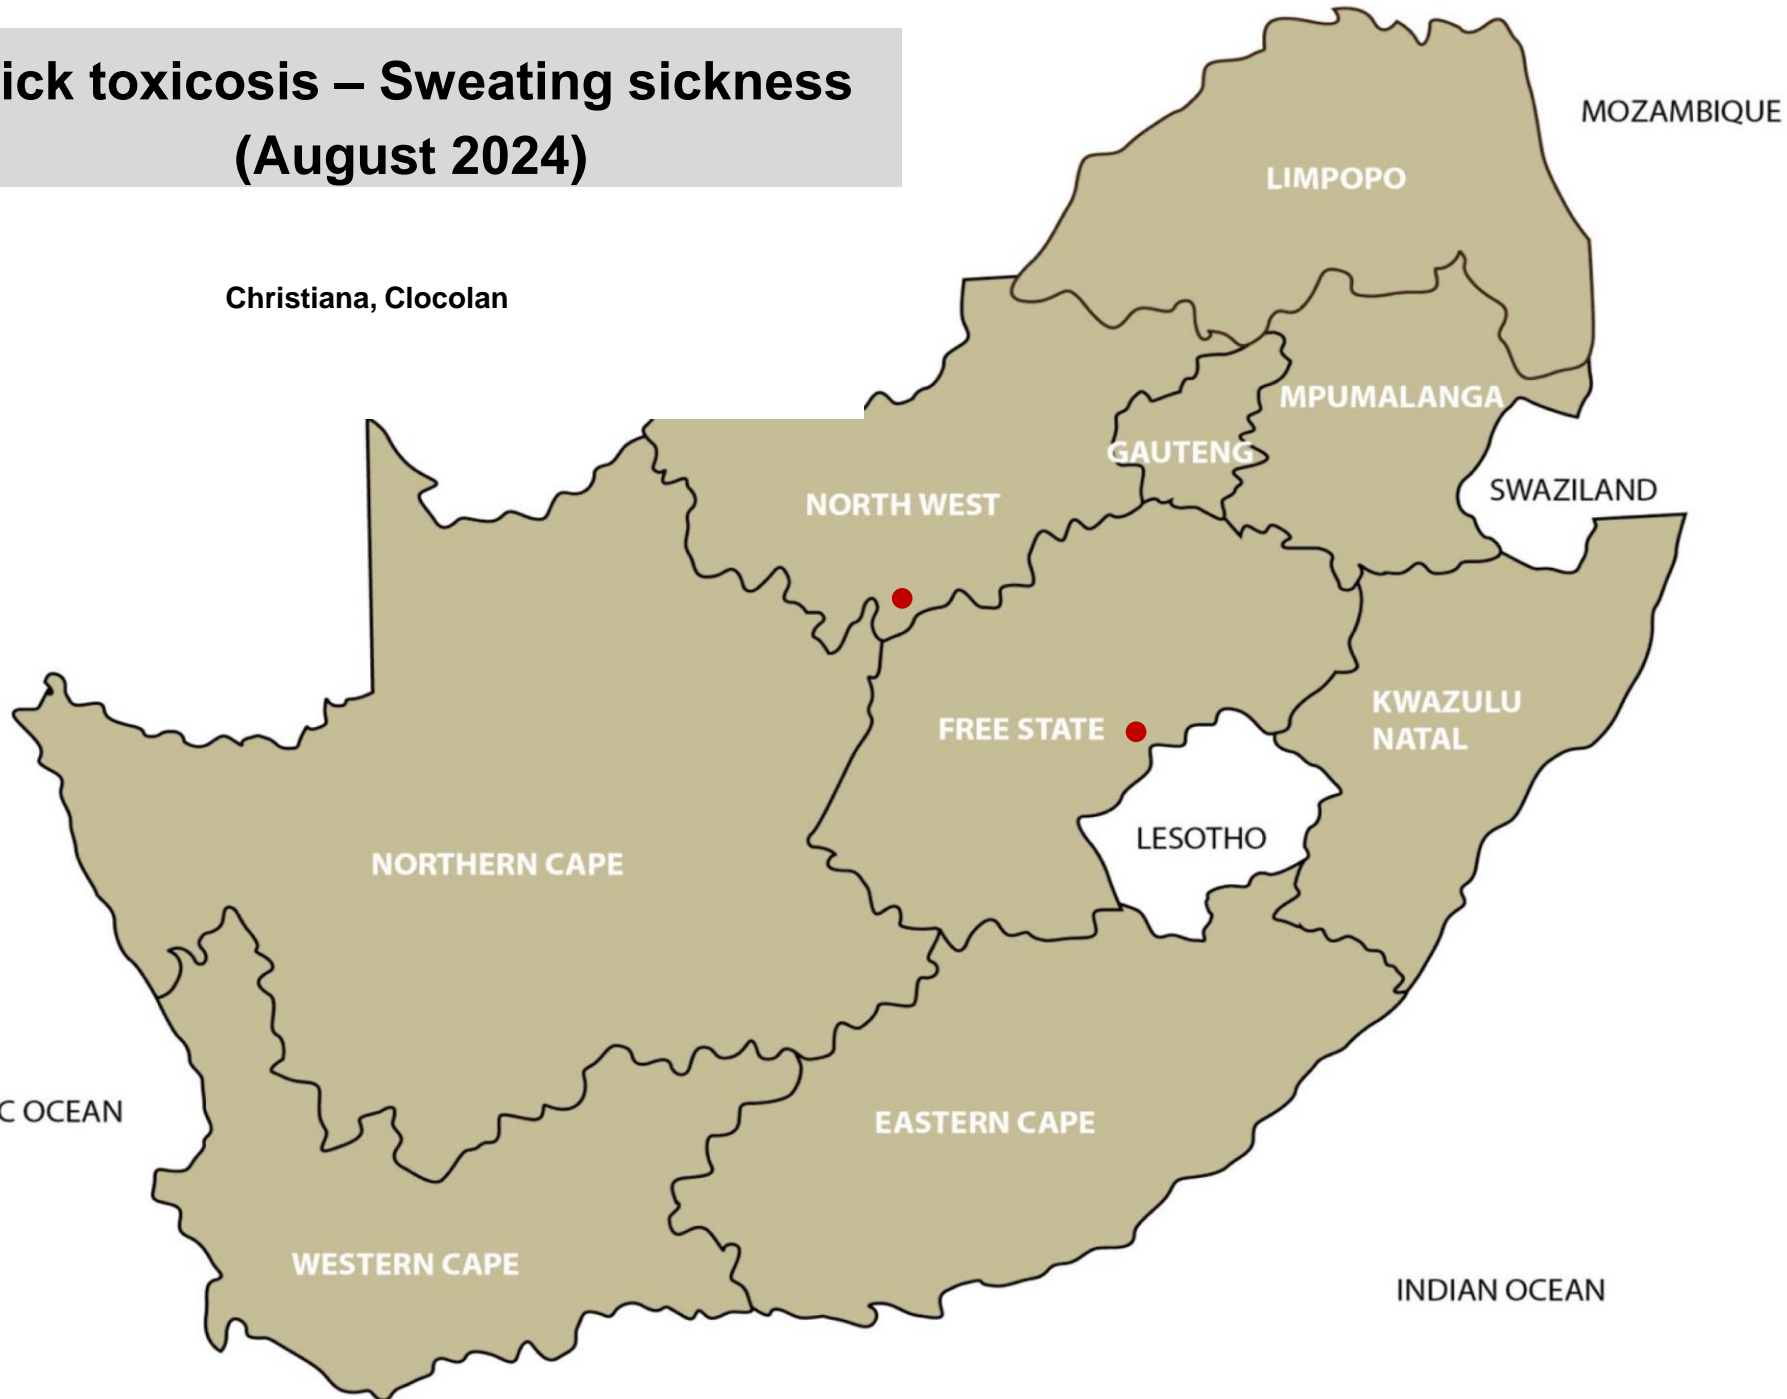 ick toxicosis – Sweating sickness
(August 2024)
Christiana, Clocolan
MOZAMBIQUE
LIMPOPO
MPUMALANGA
GAUTENG
SWAZILAND
NORTH WEST
KWAZULU
NATAL
FREE STATE
LESOTHO
NORTHERN CAPE
C OCEAN
EASTERN CAPE
WESTERN CAPE
INDIAN OCEAN